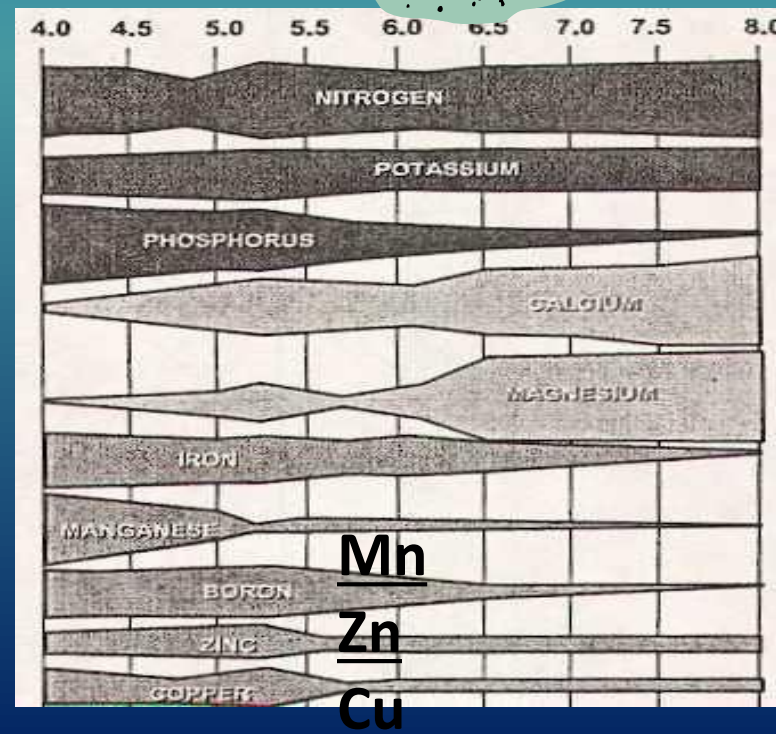 4.0 4.5 5.0 5.5 6.0 6.5 7.0 7.5 8.0
NITROGEN
POTASSIUM
PHOSPHORUS
CALCIUM
MAGNESIUM
IRON
MANGANESE
Mn
BORON
Zn
ZINC
COPPER
Cu